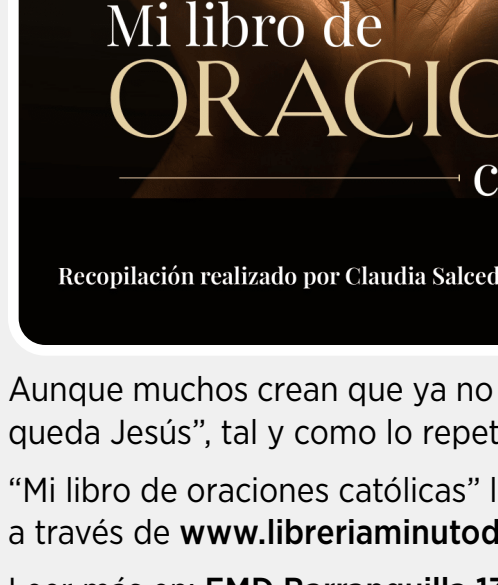 Mi libro de
ORACIO
c
Recopilación realizado por Claudia Salced
Aunque muchos crean que ya no
queda Jesús”, tal y como lo repet
“Mi libro de oraciones católicas” l
a través de www.libreriaminutod
Leer más en: EMD Barranquilla 17